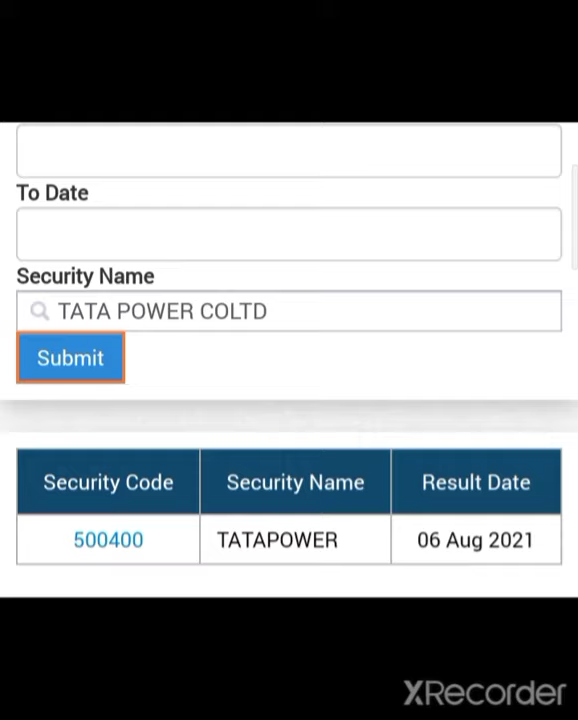 To Date
Security Name
TATA POWER COLTD
Submit
Security Code Security Name Result Date
500400 TATAPOWER 06 Aug 2021
XRecorder